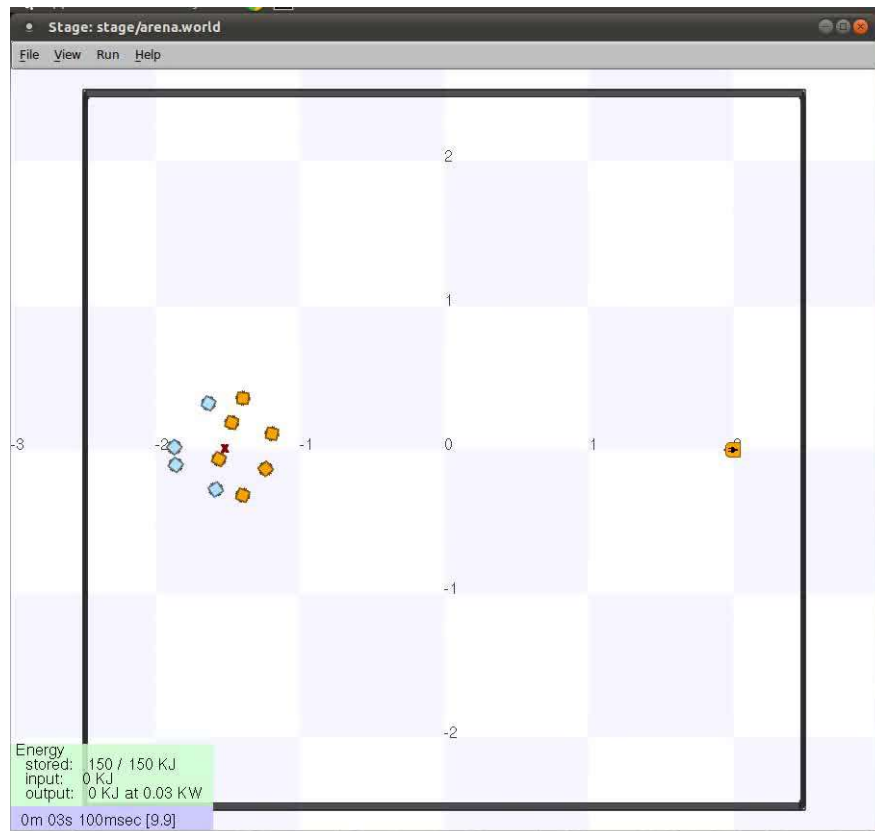 Stage: stage/arena.world
File View Run Help
2
1
-3 -2 -1 0 1 2
-1
-2
Energy
stored: 150 / 150 KJ
input: 0 KJ
output: 0 KJ at 0.03 KW
0m 03s 100msec [9.9]